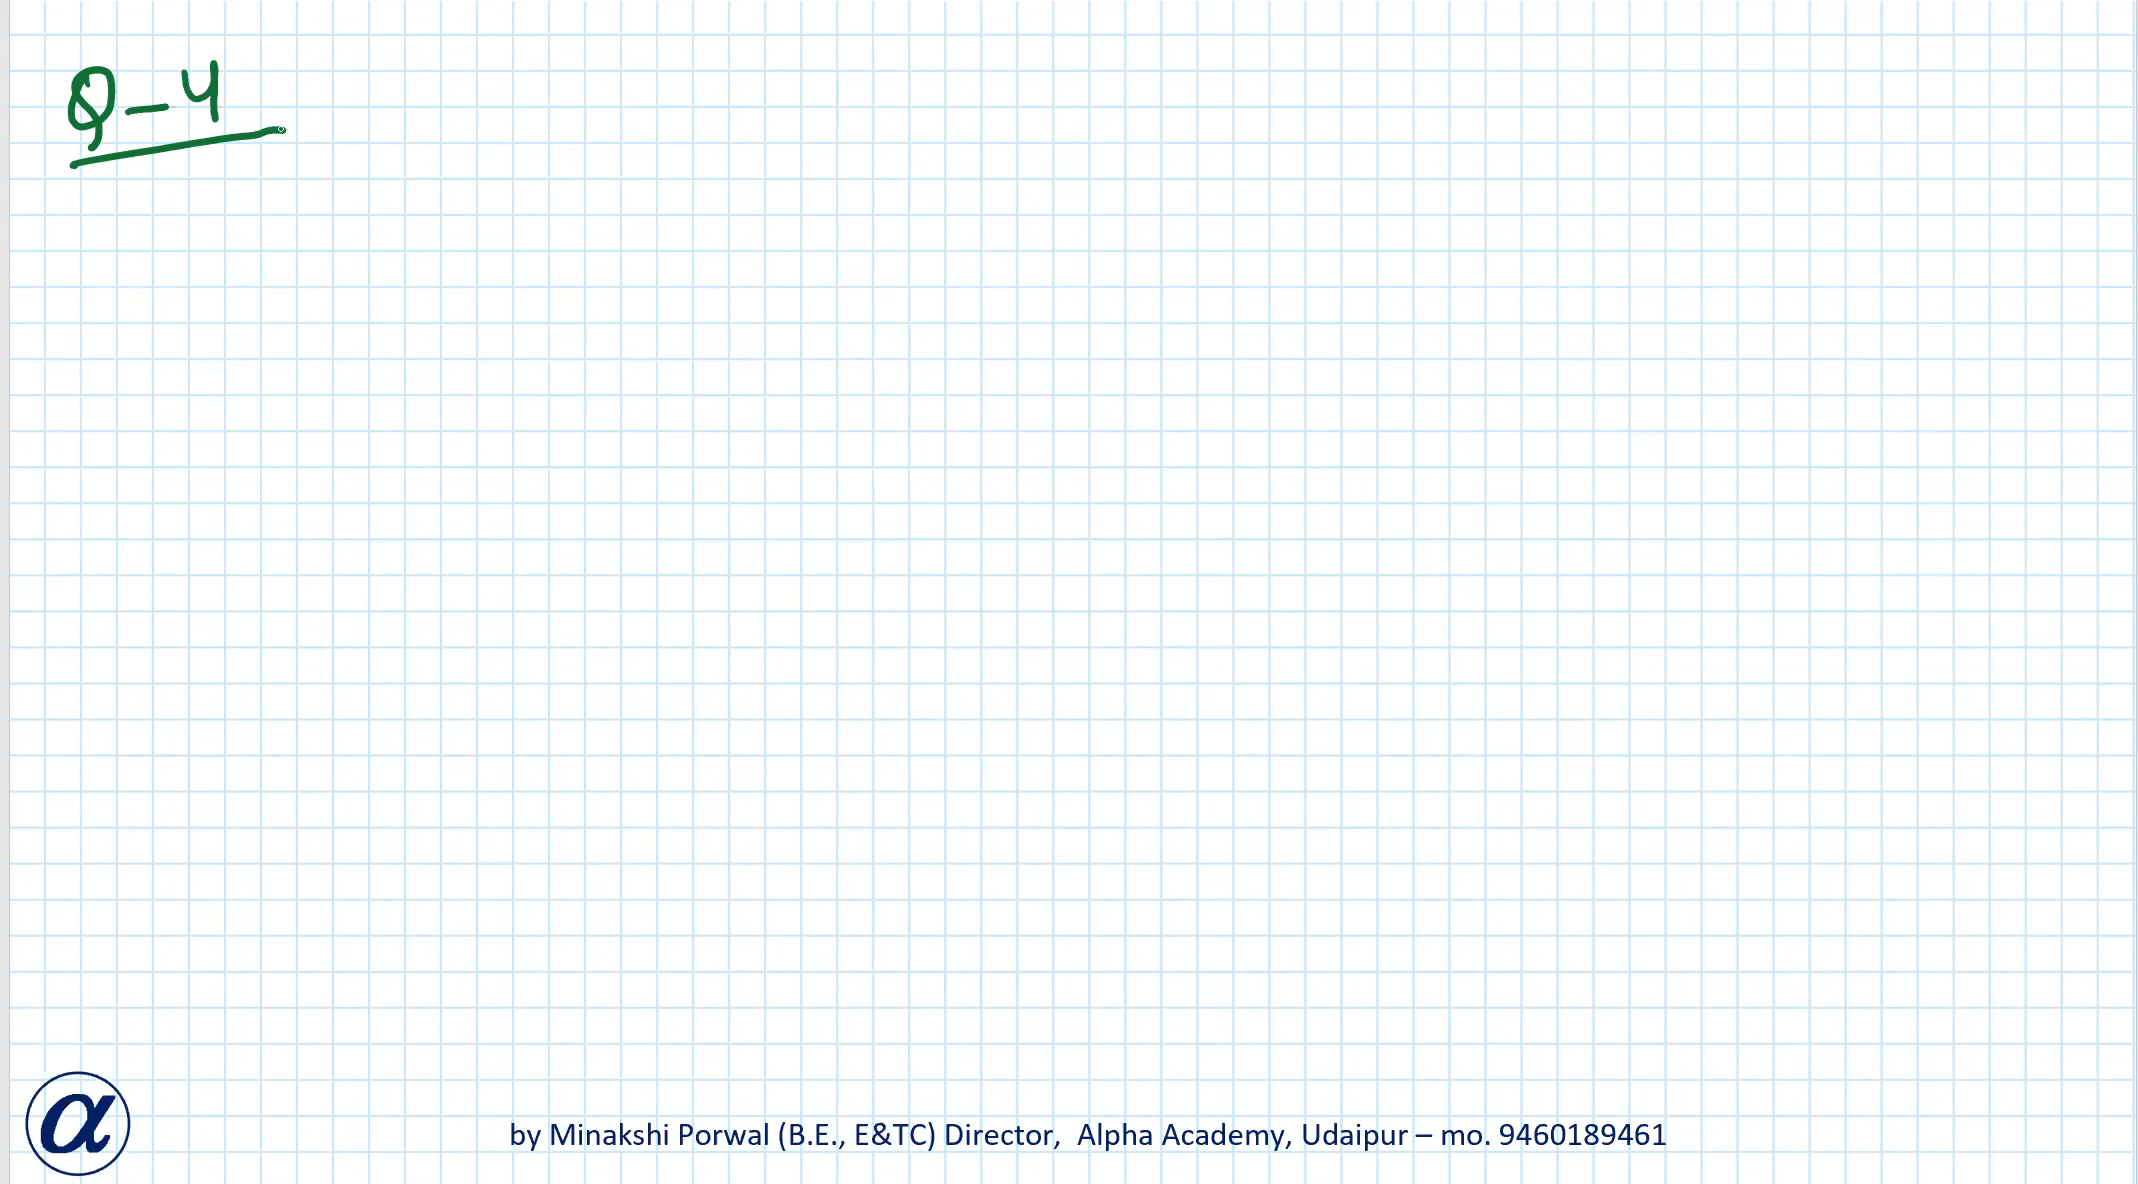 Q-4
α
by Minakshi Porwal (B.E., E&TC) Director,  Alpha Academy, Udaipur – mo. 9460189461